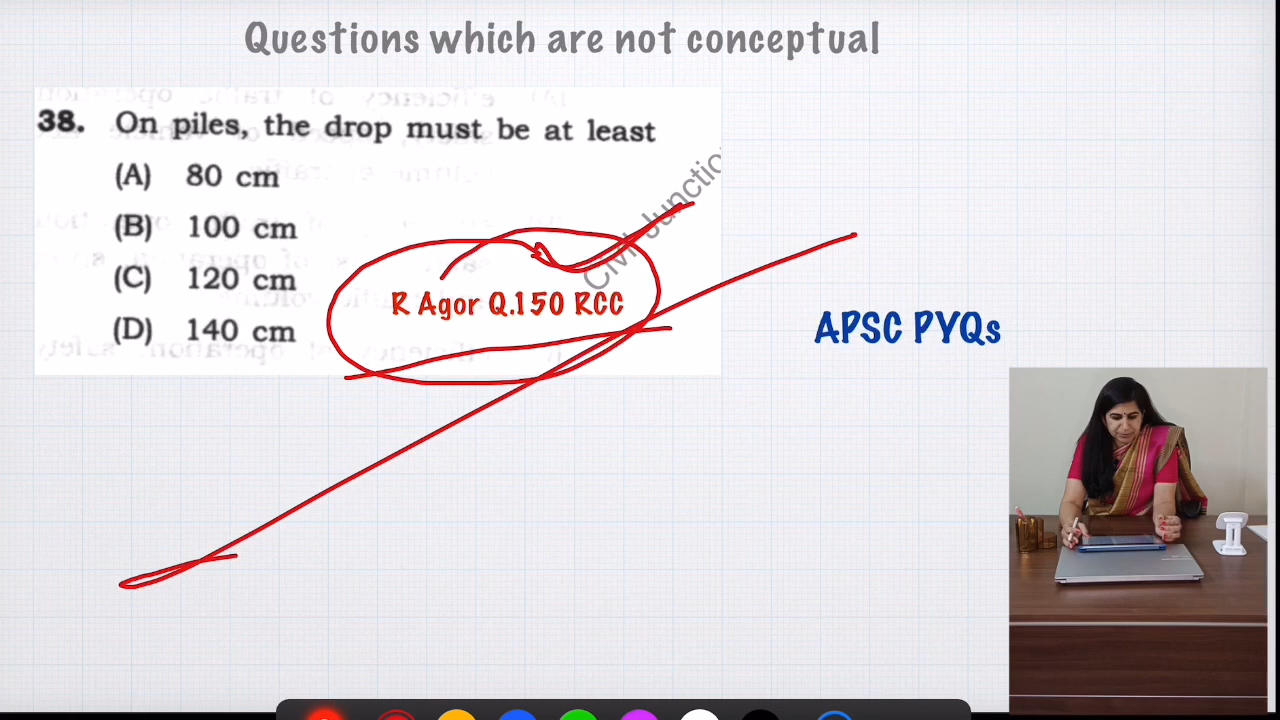 Questions which are not conceptual
38. On piles, the drop must be at least
(A) 80 cm
(B) 100 cm
(C) 120 cm
(D) 140 cm
R Agor Q.150 RCC
APSC PYQs